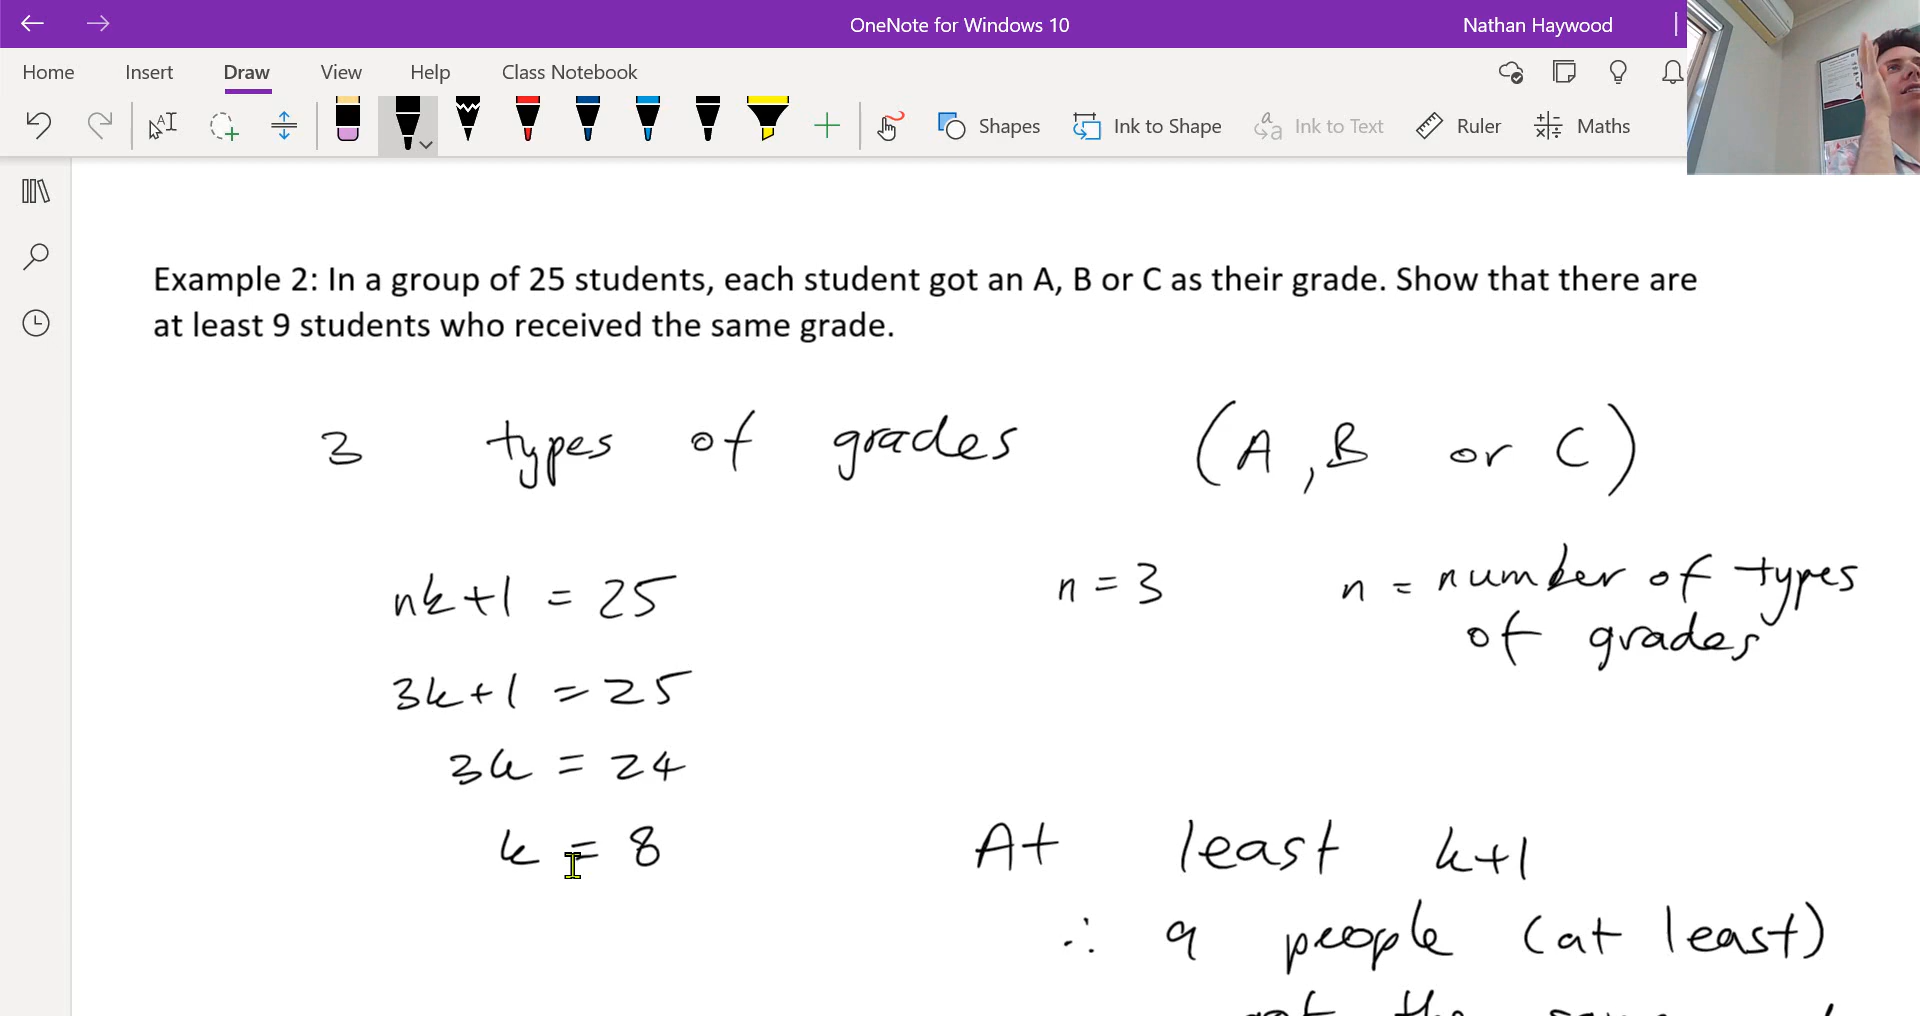 OneNote for Windows 10
Nathan Haywood
Home Insert Draw View Help Class Notebook
Shapes Ink to Shape Ink to Text Ruler Maths
Example 2: In a group of 25 students, each student got an A, B or C as their grade. Show that there are
at least 9 students who received the same grade.
3 types of grades (A, B or C)
nk+1 = 25 n = 3 n = number of types
of grades
3k+1 = 25
3k = 24
k = 8 At least k+1
∴ 9 people (at least)
got the same